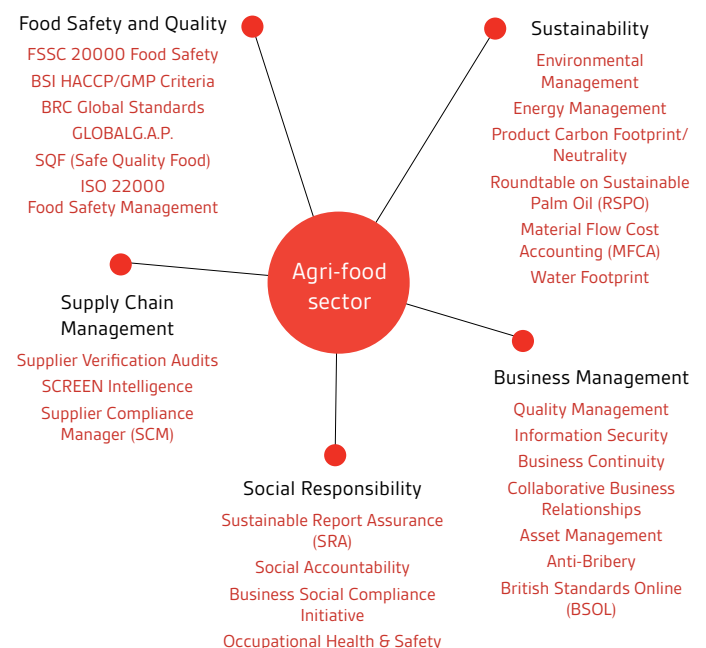 Food Safety and Quality
FSSC 20000 Food Safety
BSI HACCP/GMP Criteria
BRC Global Standards
GLOBALG.A.P.
SQF (Safe Quality Food)
ISO 22000
Food Safety Management
Sustainability
Environmental
Management
Energy Management
Product Carbon Footprint/
Neutrality
Roundtable on Sustainable
Palm Oil (RSPO)
Material Flow Cost
Accounting (MFCA)
Water Footprint
Agri-food
sector
Supply Chain
Management
Supplier Verification Audits
SCREEN Intelligence
Supplier Compliance
Manager (SCM)
Business Management
Quality Management
Information Security
Business Continuity
Collaborative Business
Relationships
Asset Management
Anti-Bribery
British Standards Online
(BSOL)
Social Responsibility
Sustainable Report Assurance
(SRA)
Social Accountability
Business Social Compliance
Initiative
Occupational Health & Safety